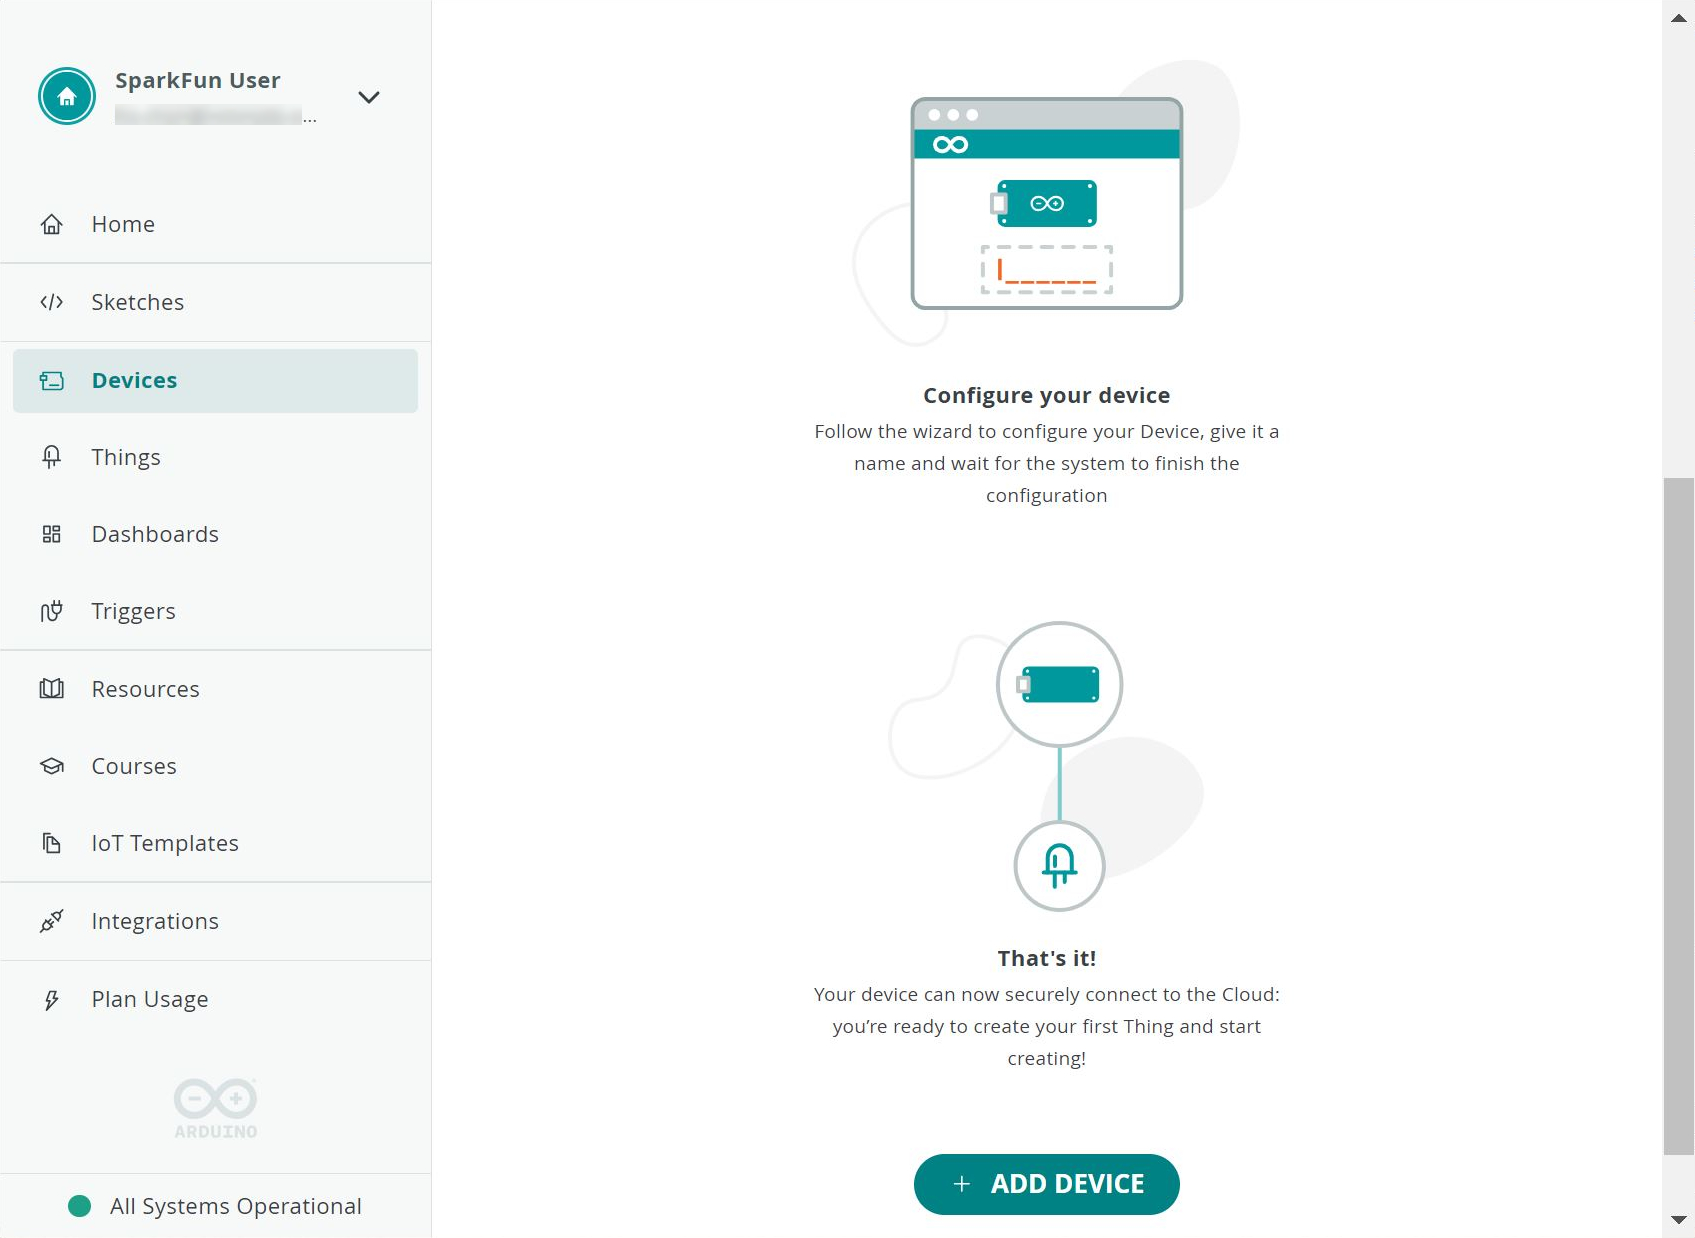 SparkFun User
...
Home
Sketches
Devices
Things
Dashboards
Triggers
Resources
Courses
IoT Templates
Integrations
Plan Usage
ARDUINO
All Systems Operational
Configure your device
Follow the wizard to configure your Device, give it a
name and wait for the system to finish the
configuration
That's it!
Your device can now securely connect to the Cloud:
you’re ready to create your first Thing and start
creating!
+ ADD DEVICE